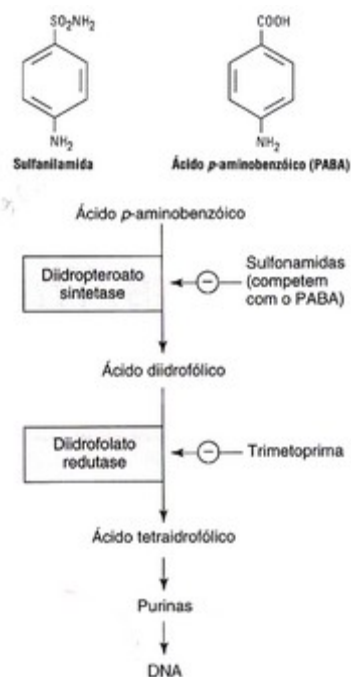 SO2NH2
COOH
NH2
NH2
Sulfanilamida
Ácido p-aminobenzóico (PABA)
Ácido p-aminobenzóico
Diidropteroato
sintetase
Sulfonamidas
(competem
com o PABA)
Ácido diidrofólico
Diidrofolato
redutase
Trimetoprima
Ácido tetraidrofólico
Purinas
DNA